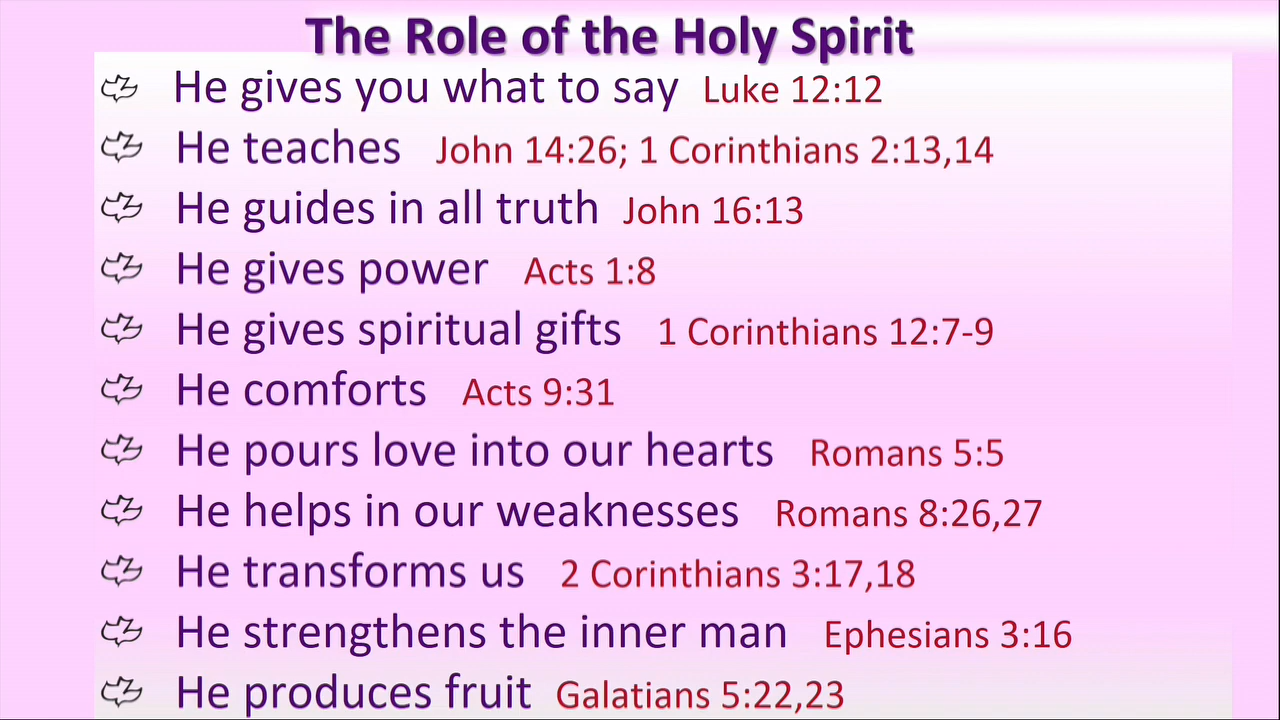 The Role of the Holy Spirit
He gives you what to say Luke 12:12
He teaches John 14:26; 1 Corinthians 2:13,14
He guides in all truth John 16:13
He gives power Acts 1:8
He gives spiritual gifts 1 Corinthians 12:7-9
He comforts Acts 9:31
He pours love into our hearts Romans 5:5
He helps in our weaknesses Romans 8:26,27
He transforms us 2 Corinthians 3:17,18
He strengthens the inner man Ephesians 3:16
He produces fruit Galatians 5:22,23